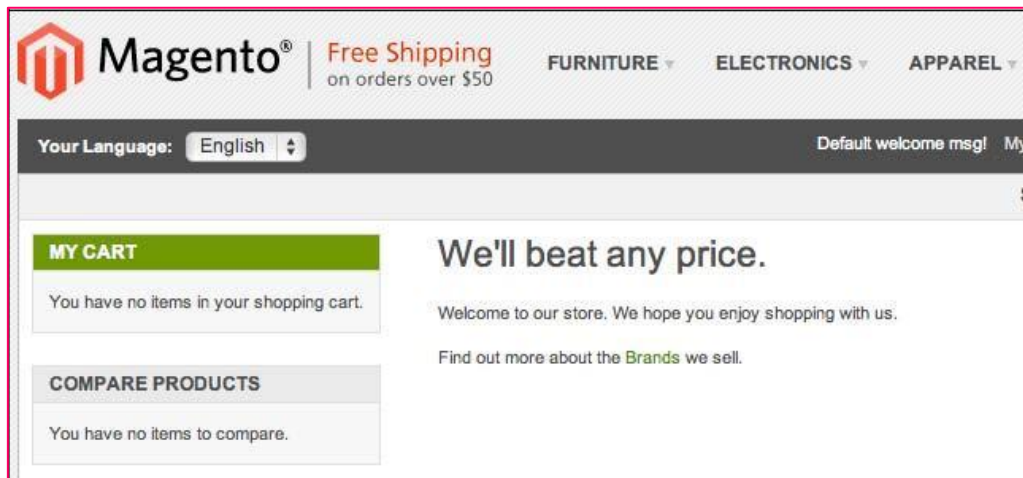 Magento®
Free Shipping
on orders over $50
FURNITURE
ELECTRONICS
APPAREL
Your Language: English
Default welcome msg! My
MY CART
You have no items in your shopping cart.
COMPARE PRODUCTS
You have no items to compare.
We'll beat any price.
Welcome to our store. We hope you enjoy shopping with us.
Find out more about the Brands we sell.